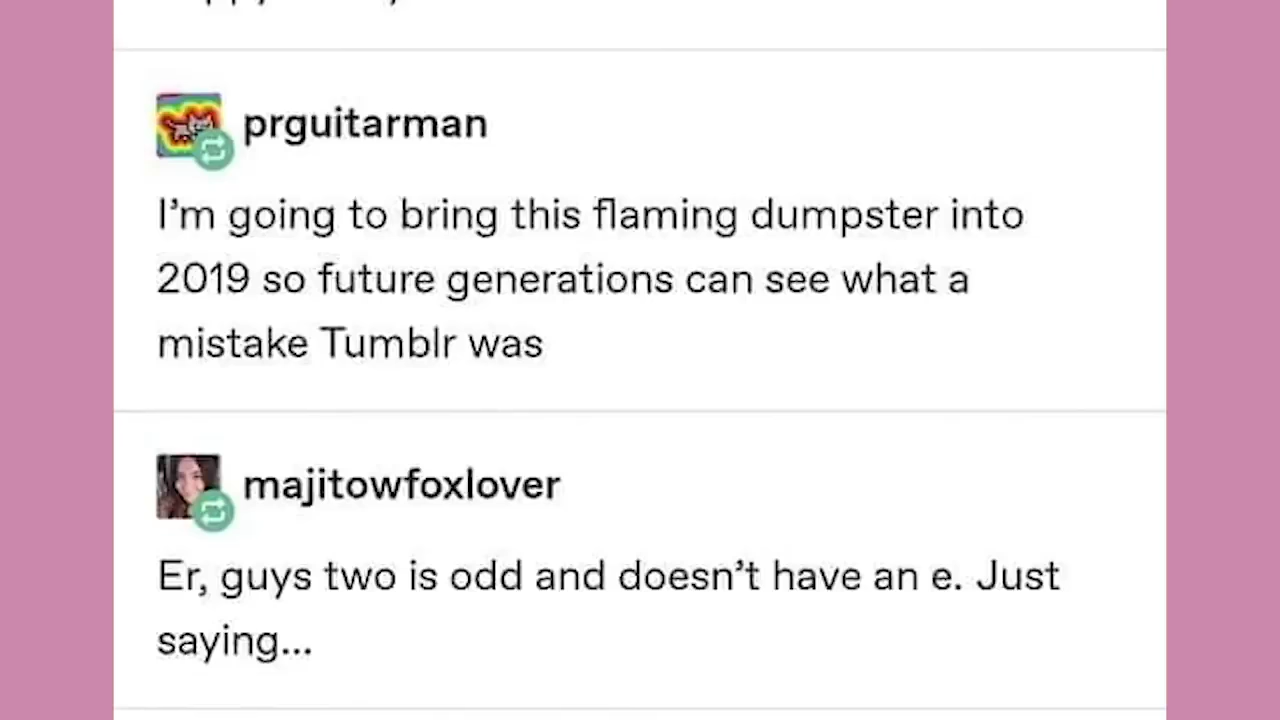 prguitarman
I’m going to bring this flaming dumpster into
2019 so future generations can see what a
mistake Tumblr was
majitowfoxlover
Er, guys two is odd and doesn’t have an e. Just
saying...